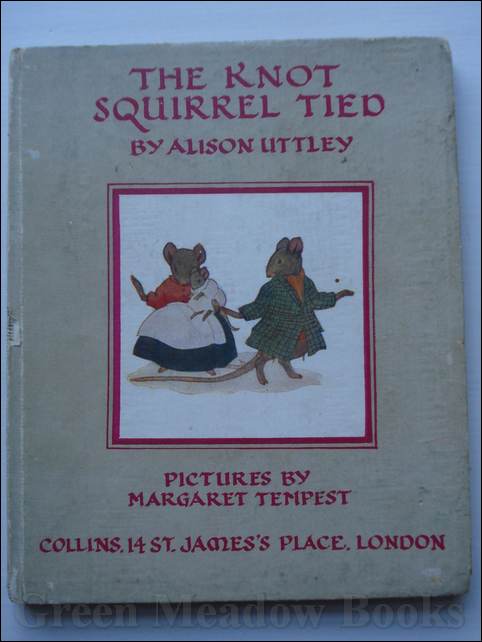 THE KNOT
SQUIRREL TIED
BY ALISON UTTLEY
PICTURES BY
MARGARET TEMPEST
COLLINS, 14 ST. JAMES'S PLACE, LONDON
Green Meadow Books